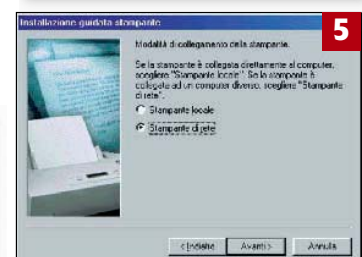 Installazione guidata stampante
5
Modalità di collegamento della stampante.
Se la stampante è collegata direttamente al computer,
scegliere "Stampante locale". Se la stampante è
collegata ad un computer diverso, scegliere "Stampante
di rete".
Stampante locale
Stampante di rete
< Indietro
Avanti >
Annulla